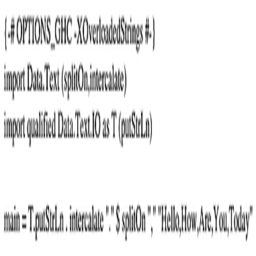 {-# OPTIONS_GHC -XOverloadedStrings #-}
import Data.Text (splitOn,intercalate)
import qualified Data.Text.IO as T (putStrLn)
main = T.putStrLn . intercalate "." $ splitOn "," "Hello,How,Are,You,Today"